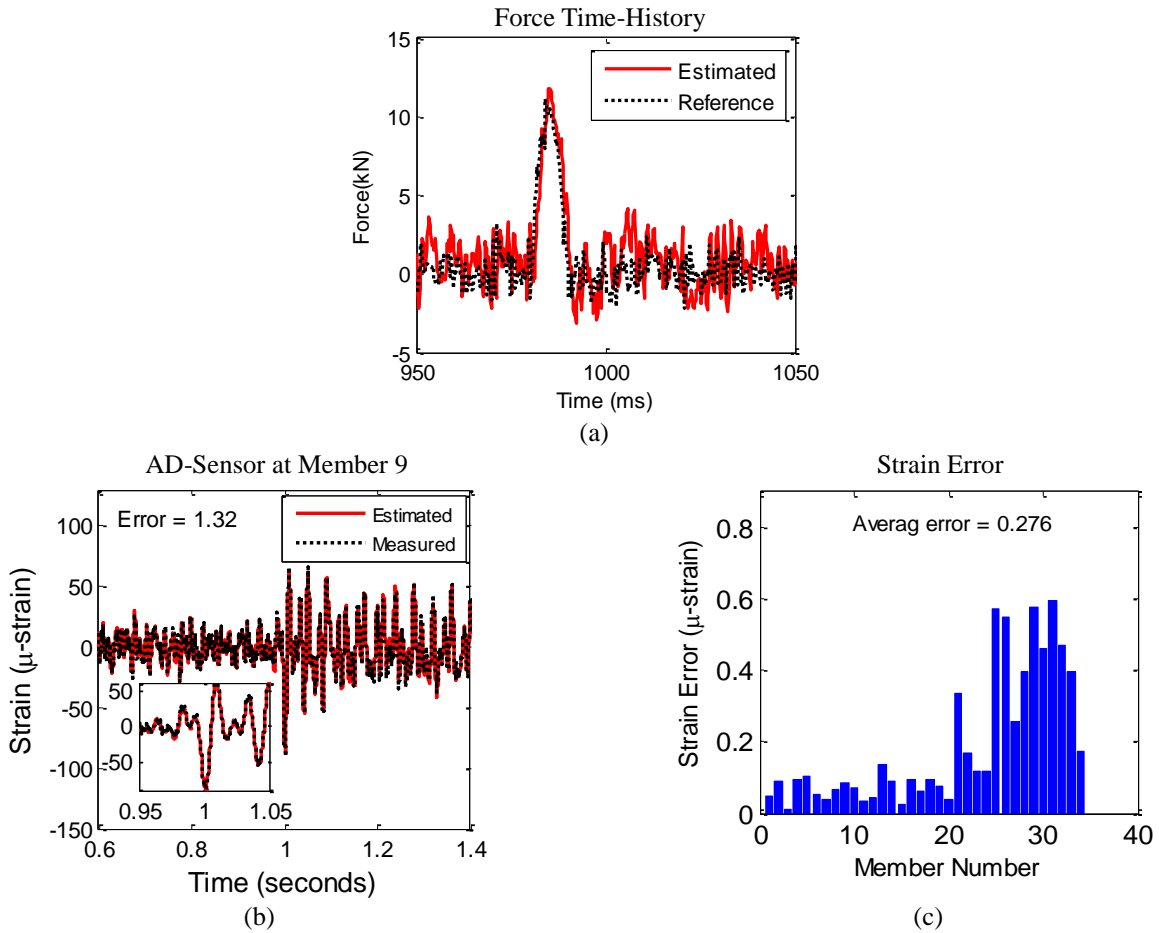 Force Time-History
15
10
5
0
-5
Force(kN)
Estimated
Reference
950
1000
1050
Time (ms)
(a)
AD-Sensor at Member 9
Error = 1.32
Estimated
Measured
100
50
0
-50
-100
-150
Strain (μ-strain)
50
0
-50
0.95
1
1.05
0.6
0.8
1
1.2
1.4
Time (seconds)
(b)
Strain Error
Averag error = 0.276
0.8
0.6
0.4
0.2
0
Strain Error (μ-strain)
0
10
20
30
40
Member Number
(c)